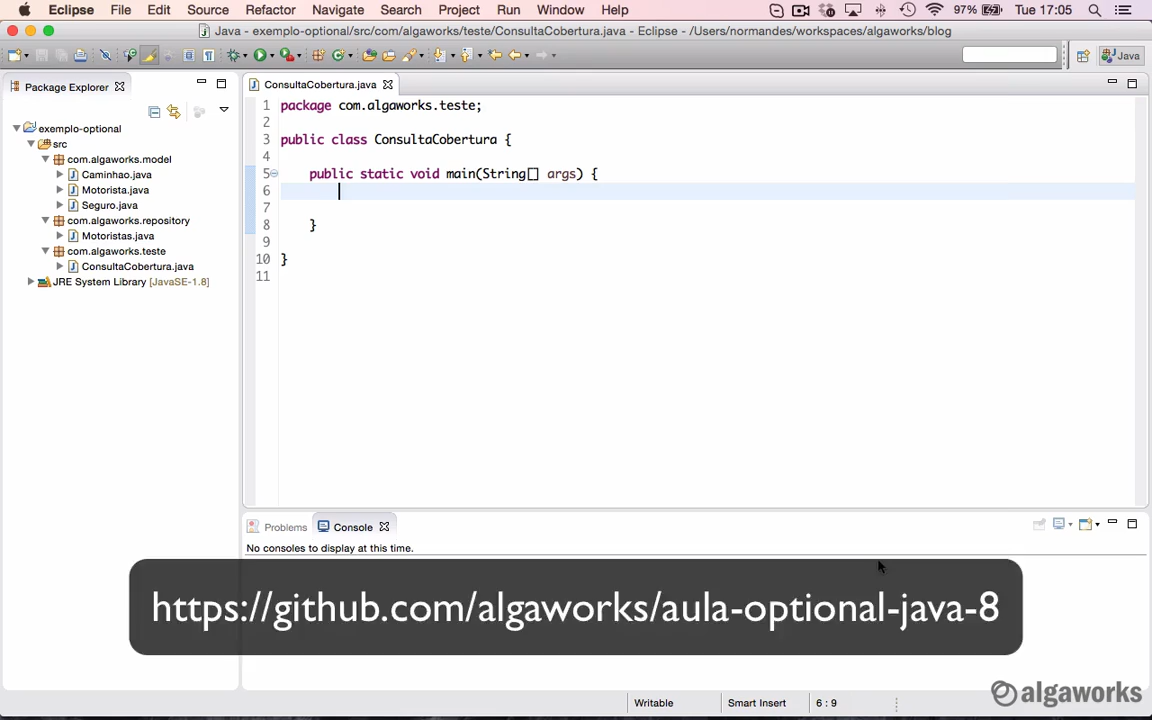 Eclipse File Edit Source Refactor Navigate Search Project Run Window Help 97% Tue 17:05
Java - exemplo-optional/src/com/algaworks/teste/ConsultaCobertura.java - Eclipse - /Users/normandes/workspaces/algaworks/blog
Java
Package Explorer
exemplo-optional
src
com.algaworks.model
Caminhao.java
Motorista.java
Seguro.java
com.algaworks.repository
Motoristas.java
com.algaworks.teste
ConsultaCobertura.java
JRE System Library [JavaSE-1.8]
ConsultaCobertura.java
1 package com.algaworks.teste;
2
3 public class ConsultaCobertura {
4
5 public static void main(String[] args) {
6
7
8 }
9
10 }
11
Problems Console
No consoles to display at this time.
https://github.com/algaworks/aula-optional-java-8
algaworks
Writable Smart Insert 6 : 9